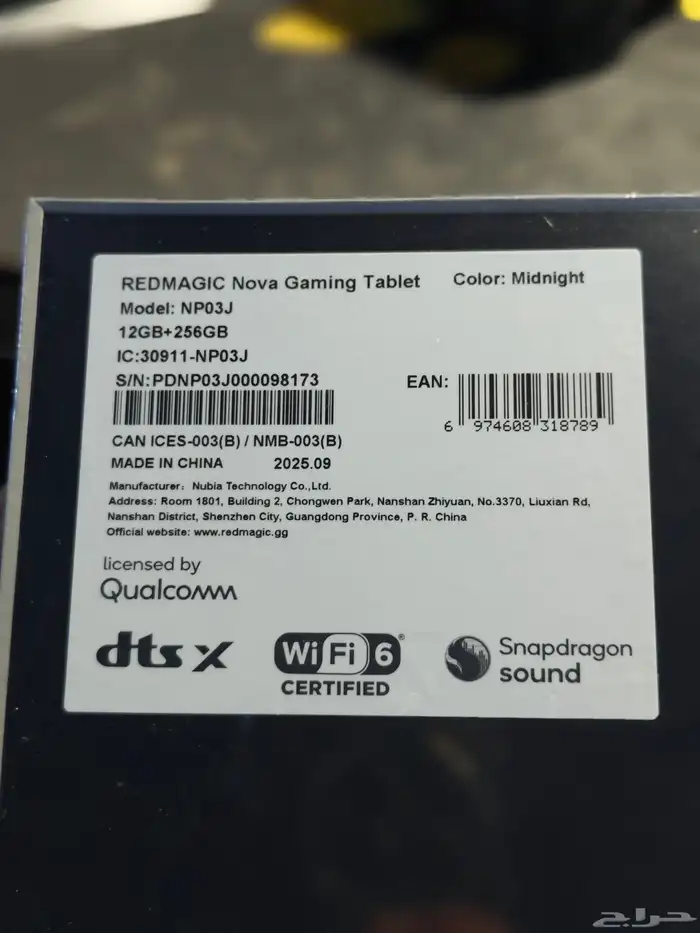 REDMAGIC Nova Gaming Tablet Color: Midnight
Model: NP03J
12GB+256GB
IC:30911-NP03J
S/N:PDNP03J000098173
EAN:
6 974608 318789
CAN ICES-003(B) / NMB-003(B)
MADE IN CHINA 2025.09
Manufacturer: Nubia Technology Co.,Ltd.
Address: Room 1801, Building 2, Chongwen Park, Nanshan Zhiyuan, No.3370, Liuxian Rd,
Nanshan District, Shenzhen City, Guangdong Province, P. R. China
Official website: www.redmagic.gg
licensed by
Qualcomm
dts X
Wi Fi 6®
CERTIFIED
Snapdragon
sound
حراج